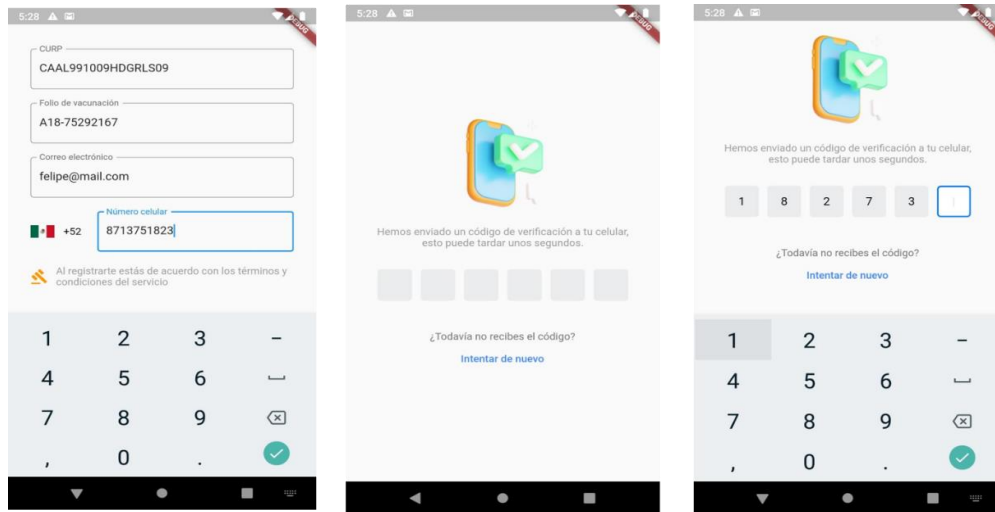 5:28
DEBUG
CURP
CAAL991009HDGRLS09
Folio de vacunación
A18-75292167
Correo electrónico
felipe@mail.com
Número celular
+52
8713751823
Al registrarte estás de acuerdo con los términos y
condiciones del servicio
1 2 3 -
4 5 6
7 8 9
, 0 .
5:28
DEBUG
Hemos enviado un código de verificación a tu celular,
esto puede tardar unos segundos.
¿Todavía no recibes el código?
Intentar de nuevo
5:28
DEBUG
Hemos enviado un código de verificación a tu celular,
esto puede tardar unos segundos.
1 8 2 7 3
¿Todavía no recibes el código?
Intentar de nuevo
1 2 3 -
4 5 6
7 8 9
, 0 .